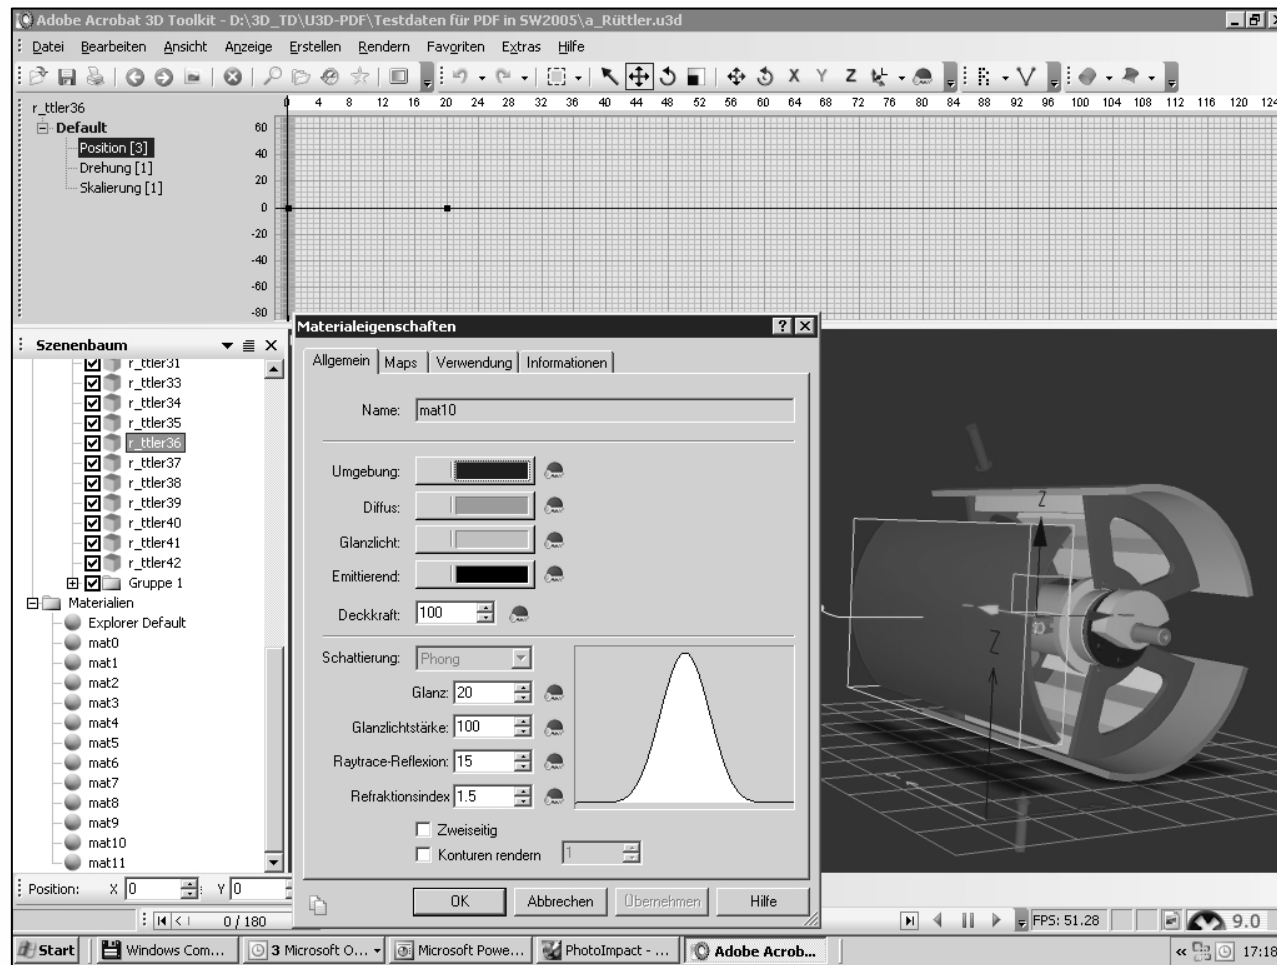 Adobe Acrobat 3D Toolkit - D:\3D_TD\U3D-PDF\Testdaten für PDF in SW2005\a_Rüttler.u3d
Datei Bearbeiten Ansicht Anzeige Erstellen Rendern Favoriten Extras Hilfe
X Y Z
r_ttler36
0 4 8 12 16 20 24 28 32 36 40 44 48 52 56 60 64 68 72 76 80 84 88 92 96 100 104 108 112 116 120 124
Default
Position [3]
Drehung [1]
Skalierung [1]
60
40
20
0
-20
-40
-60
-80
Szenenbaum
r_ttler31
r_ttler33
r_ttler34
r_ttler35
r_ttler36
r_ttler37
r_ttler38
r_ttler39
r_ttler40
r_ttler41
r_ttler42
Gruppe 1
Materialien
Explorer Default
mat0
mat1
mat2
mat3
mat4
mat5
mat6
mat7
mat8
mat9
mat10
mat11
Materialeigenschaften
Allgemein Maps Verwendung Informationen
Name: mat10
Umgebung:
Diffus:
Glanzlicht:
Emittierend:
Deckkraft: 100
Schattierung: Phong
Glanz: 20
Glanzlichtstärke: 100
Raytrace-Reflexion: 15
Refraktionsindex 1.5
Zweiseitig
Konturen rendern 1
OK Abbrechen Übernehmen Hilfe
Z
Z
Position: X 0 Y 0
0 / 180
FPS: 51.28
9.0
Start Windows Com... 3 Microsoft O... Microsoft Powe... PhotoImpact - ... Adobe Acrob... « 17:18